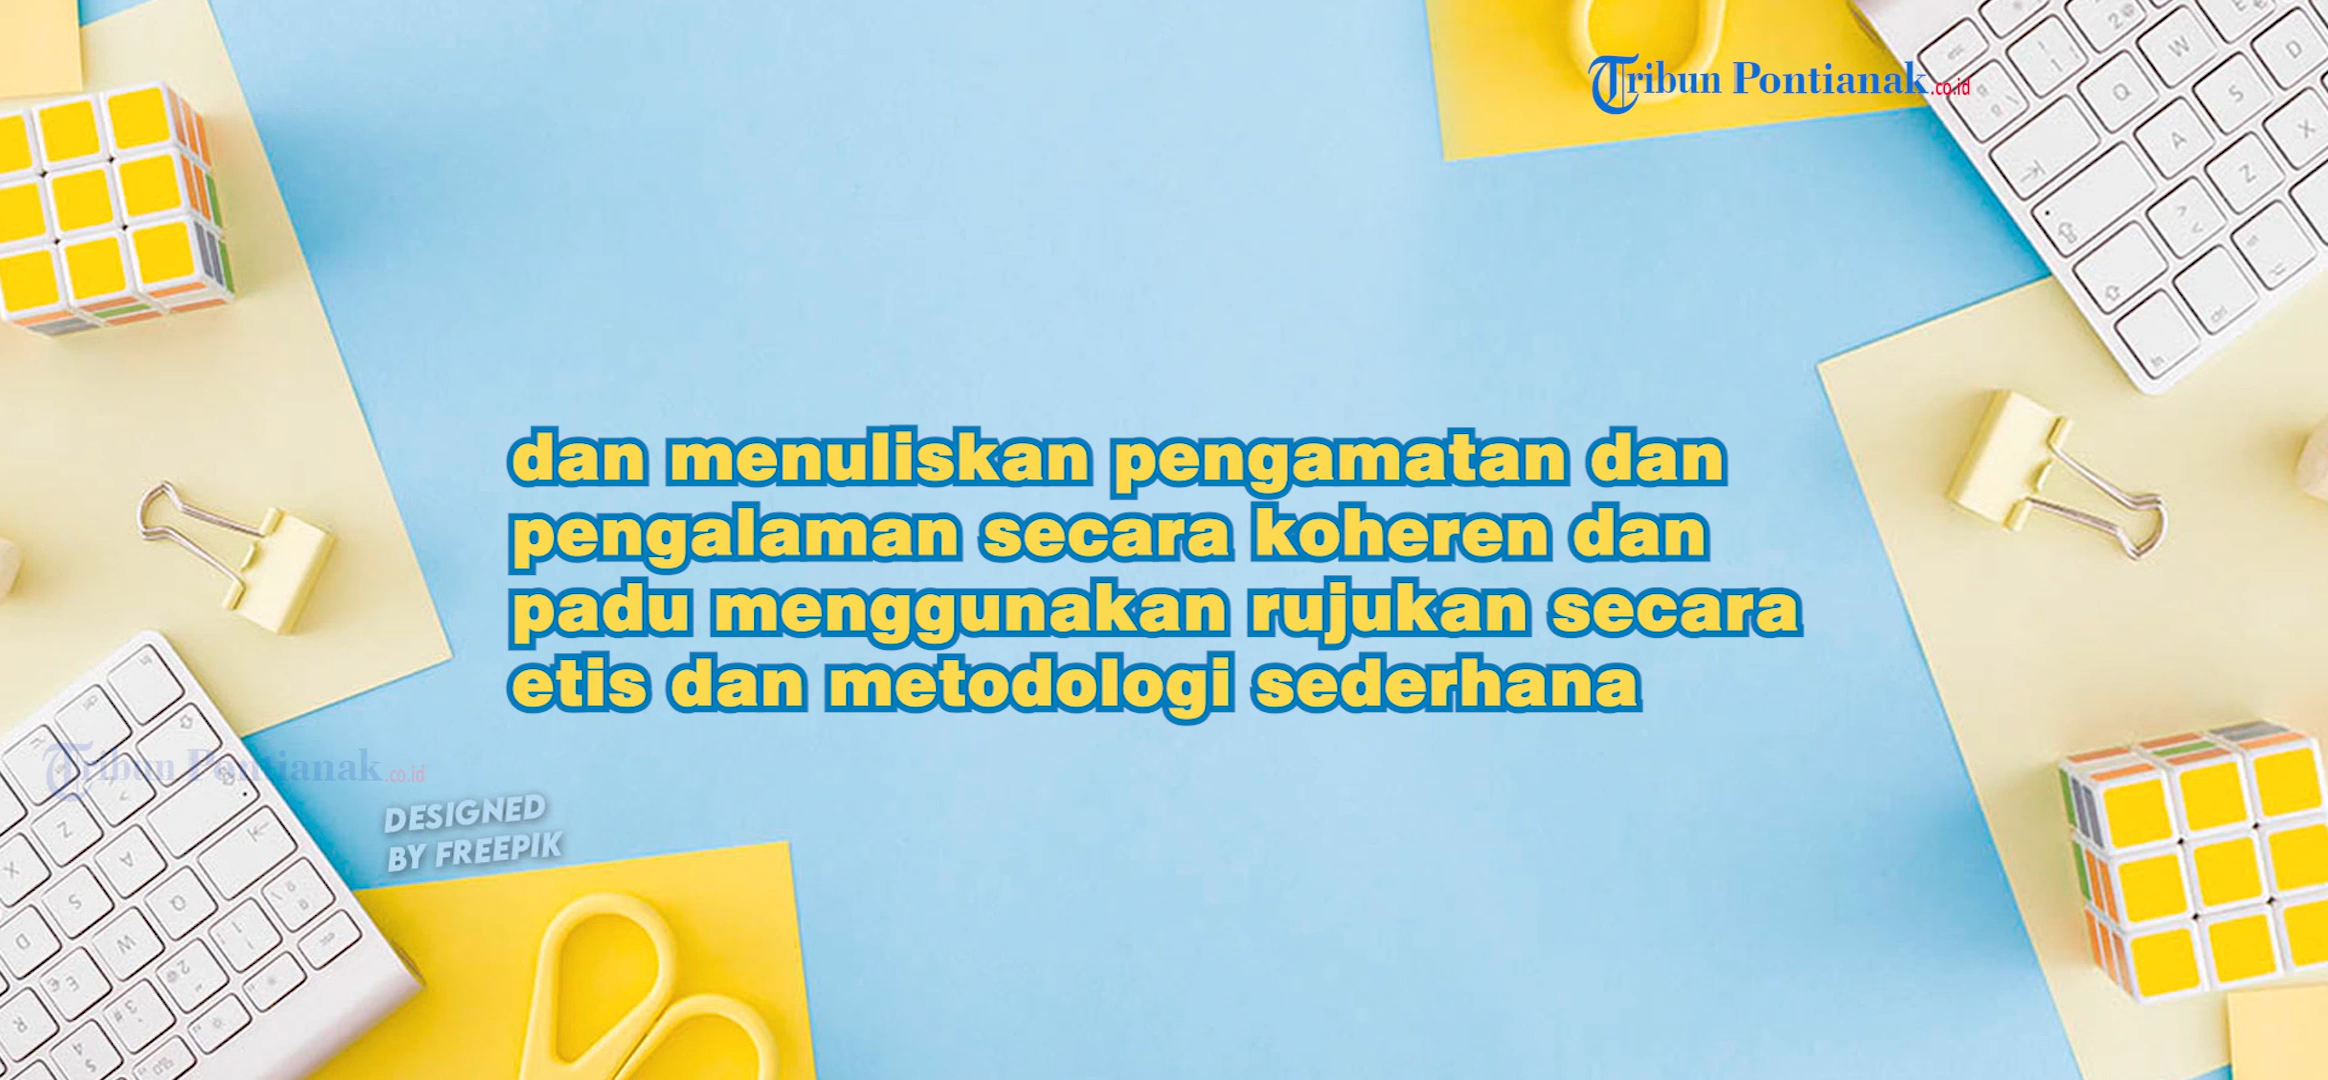 Tribun Pontianak.co.id
dan menuliskan pengamatan dan
pengalaman secara koheren dan
padu menggunakan rujukan secara
etis dan metodologi sederhana
Tribun Pontianak.co.id
DESIGNED
BY FREEPIK